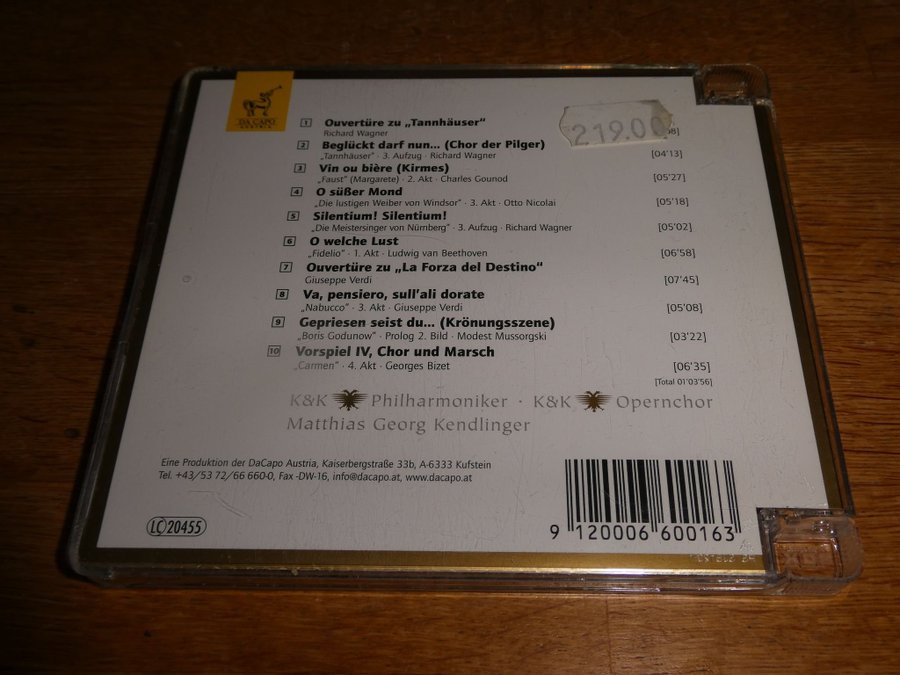 DA CAPO
AUSTRIA
219.00
1 Ouvertüre zu „Tannhäuser“
Richard Wagner
2 Beglückt darf nun... (Chor der Pilger)
„Tannhäuser“ · 3. Aufzug · Richard Wagner [04'13]
3 Vin ou bière (Kirmes)
„Faust“ (Margarete) · 2. Akt · Charles Gounod [05'27]
4 O süßer Mond
„Die lustigen Weiber von Windsor“ · 3. Akt · Otto Nicolai [05'18]
5 Silentium! Silentium!
„Die Meistersinger von Nürnberg“ · 3. Aufzug · Richard Wagner [05'02]
6 O welche Lust
„Fidelio“ · 1. Akt · Ludwig van Beethoven [06'58]
7 Ouvertüre zu „La Forza del Destino“
Giuseppe Verdi [07'45]
8 Va, pensiero, sull'ali dorate
„Nabucco“ · 3. Akt · Giuseppe Verdi [05'08]
9 Gepriesen seist du... (Krönungsszene)
„Boris Godunow“ · Prolog 2. Bild · Modest Mussorgski [03'22]
10 Vorspiel IV, Chor und Marsch
„Carmen“ · 4. Akt · Georges Bizet [06'35]
[Total 01'03'56]
K&K Philharmoniker · K&K Opernchor
Matthias Georg Kendlinger
Eine Produktion der DaCapo Austria, Kaiserbergstraße 33b, A-6333 Kufstein
Tel. +43/53 72/66 660-0, Fax -DW-16, info@dacapo.at, www.dacapo.at
LC 20455
9 120006 600163